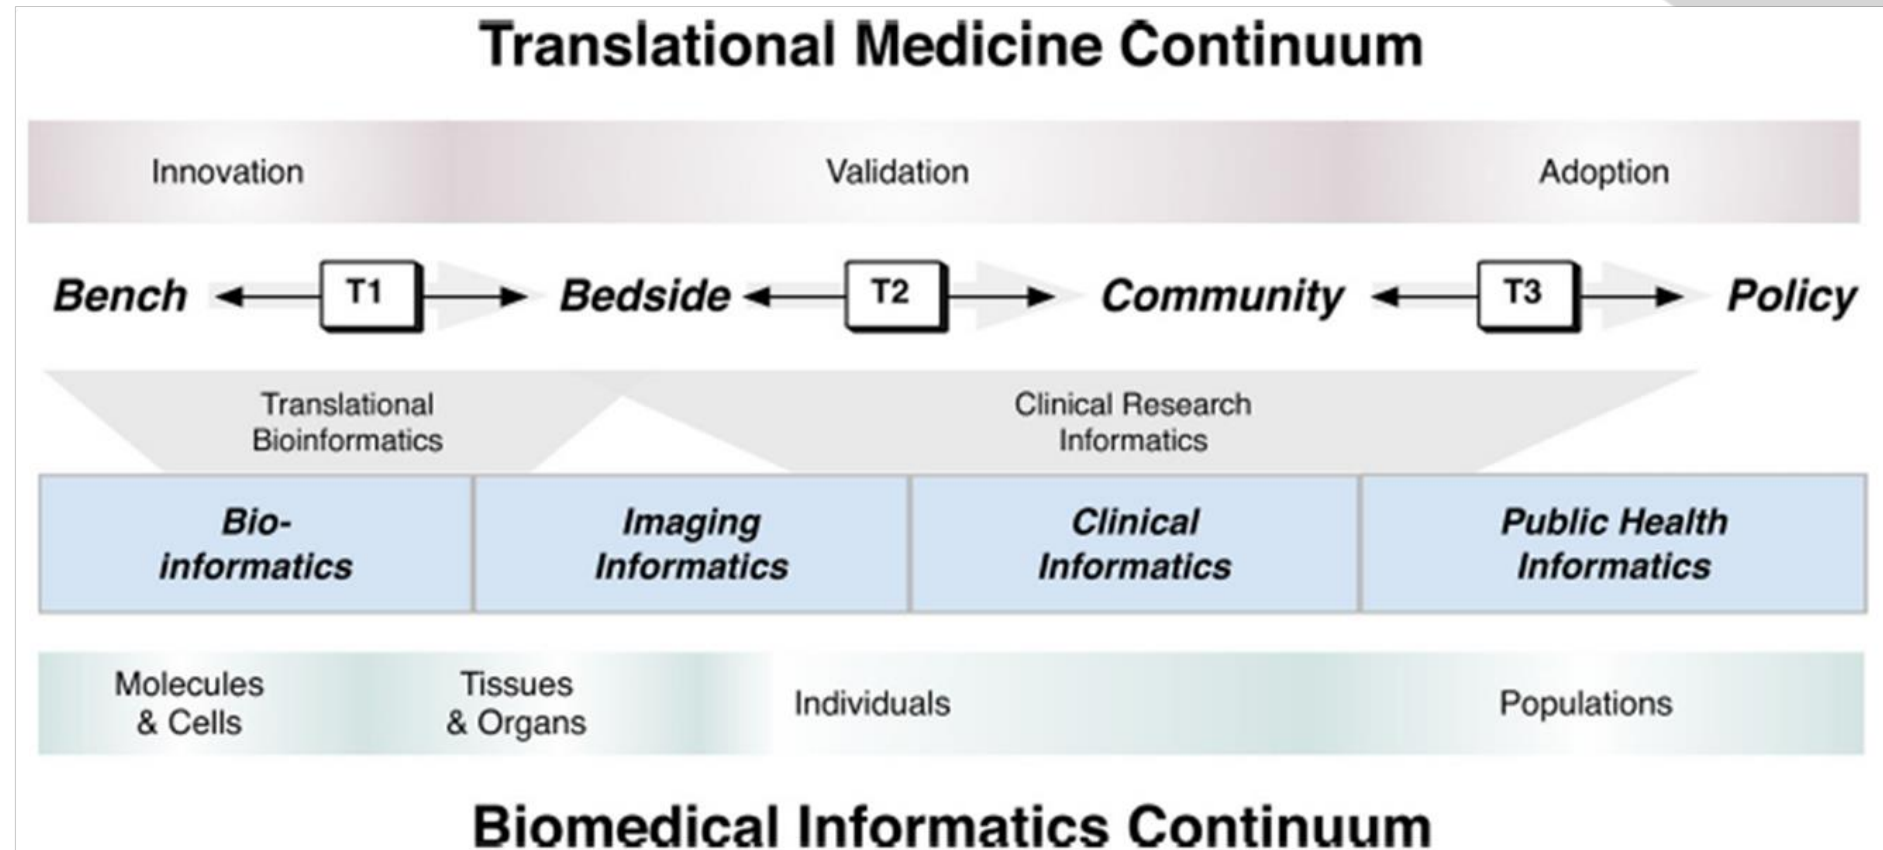 Translational Medicine Continuum
Innovation
Validation
Adoption
Bench
T1
Bedside
T2
Community
T3
Policy
Translational
Bioinformatics
Clinical Research
Informatics
Bio-
informatics
Imaging
Informatics
Clinical
Informatics
Public Health
Informatics
Molecules
& Cells
Tissues
& Organs
Individuals
Populations
Biomedical Informatics Continuum